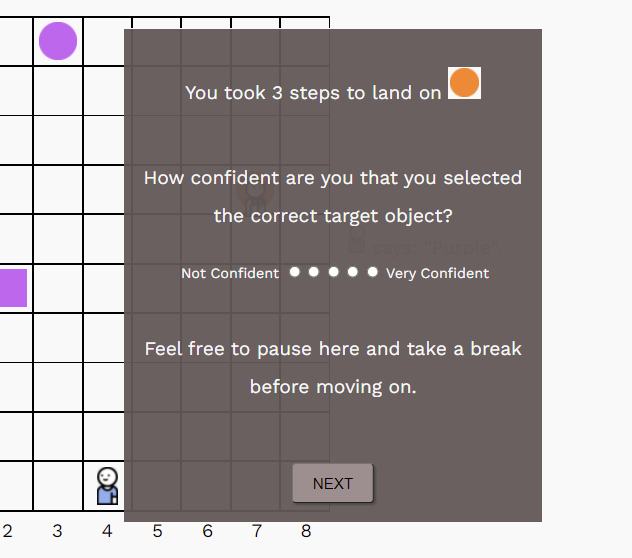 You took 3 steps to land on
How confident are you that you selected
the correct target object?
says: "Purple"
Not Confident Very Confident
Feel free to pause here and take a break
before moving on.
NEXT
2 3 4 5 6 7 8